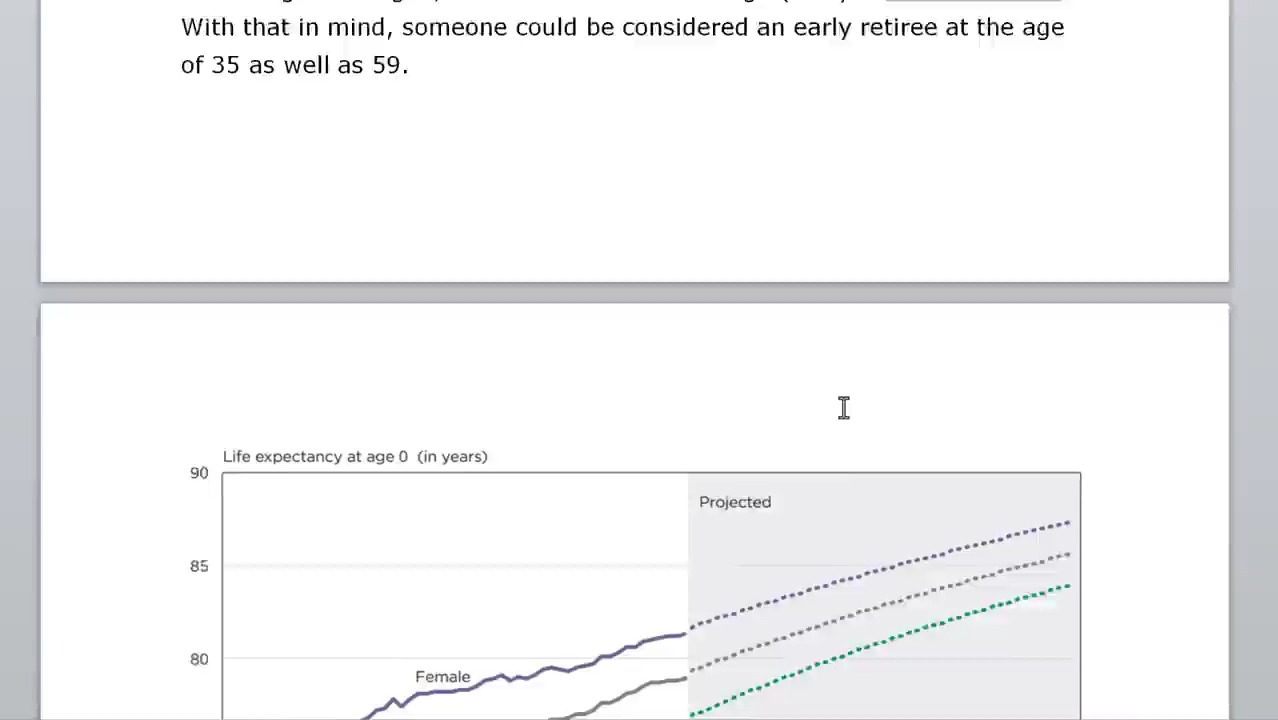 With that in mind, someone could be considered an early retiree at the age
of 35 as well as 59.
Life expectancy at age 0 (in years)
90
Projected
85
80
Female